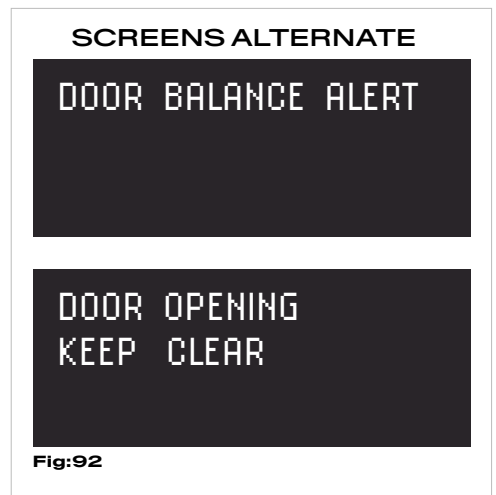 SCREENS ALTERNATE
DOOR BALANCE ALERT
DOOR OPENING
KEEP CLEAR
Fig:92